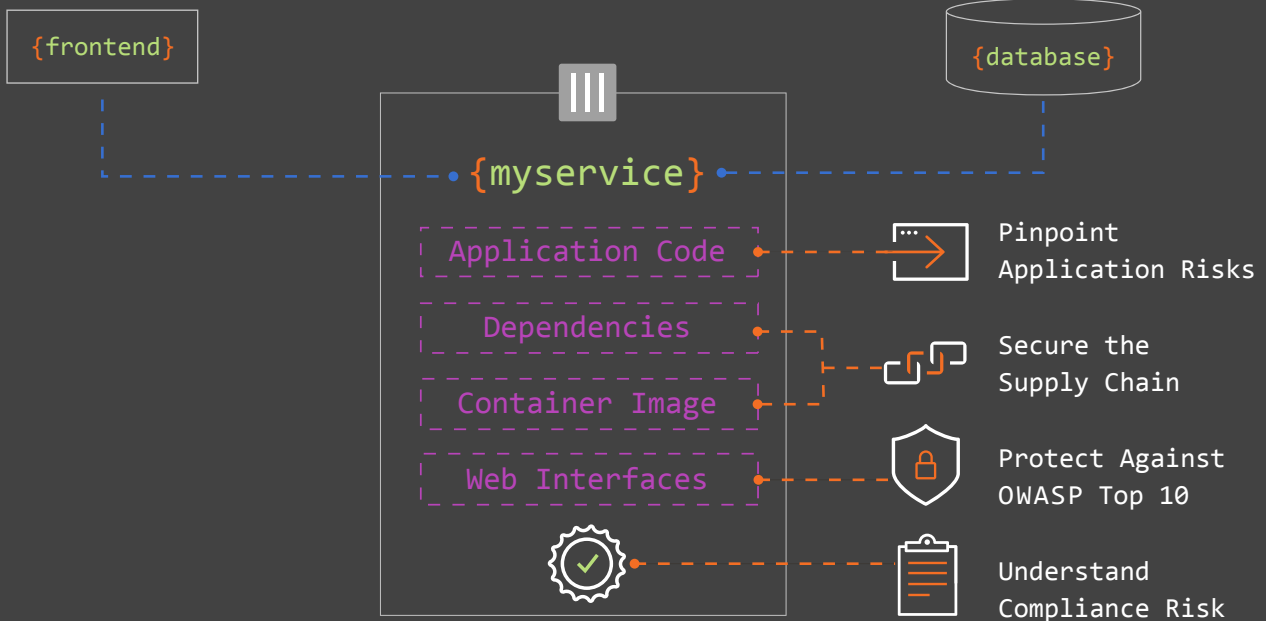 {frontend}
{database}
{myservice}
Application Code
Pinpoint
Application Risks
Dependencies
Container Image
Secure the
Supply Chain
Web Interfaces
Protect Against
OWASP Top 10
Understand
Compliance Risk